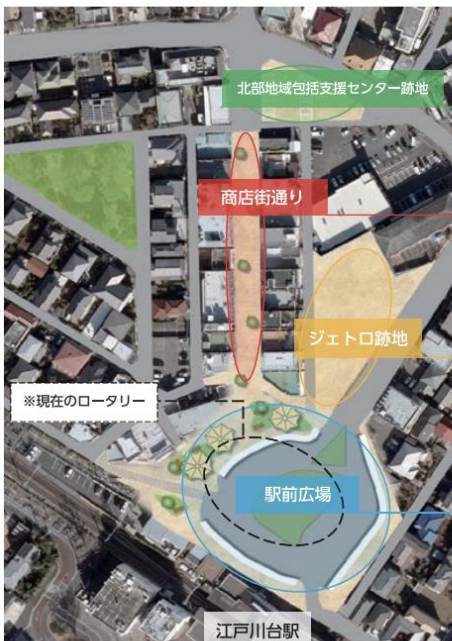 北部地域包括支援センター跡地
商店街通り
ジェトロ跡地
※現在のロータリー
駅前広場
江戸川台駅